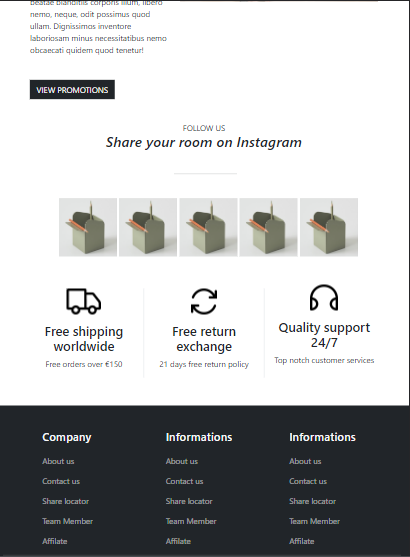 beatae blanditiis corporis illum, libero
nemo, neque, odit possimus quod
ullam. Dignissimos inventore
laboriosam minus necessitatibus nemo
obcaecati quidem quod tenetur!
VIEW PROMOTIONS
FOLLOW US
Share your room on Instagram
Free shipping
worldwide
Free orders over €150
Free return
exchange
21 days free return policy
Quality support
24/7
Top notch customer services
Company
About us
Contact us
Share locator
Team Member
Affilate
Informations
About us
Contact us
Share locator
Team Member
Affilate
Informations
About us
Contact us
Share locator
Team Member
Affilate